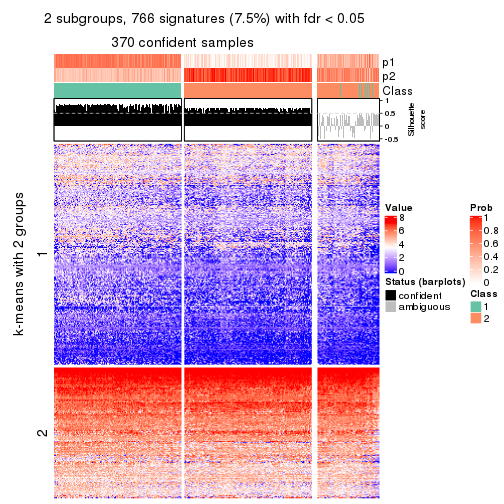 2 subgroups, 766 signatures (7.5%) with fdr < 0.05
370 confident samples
p1
p2
Class
1
0.5
0
-0.5
Silhouette
score
k-means with 2 groups
1
2
Value
8
6
4
2
0
Status (barplots)
confident
ambiguous
Prob
1
0.8
0.6
0.4
0.2
0
Class
1
2